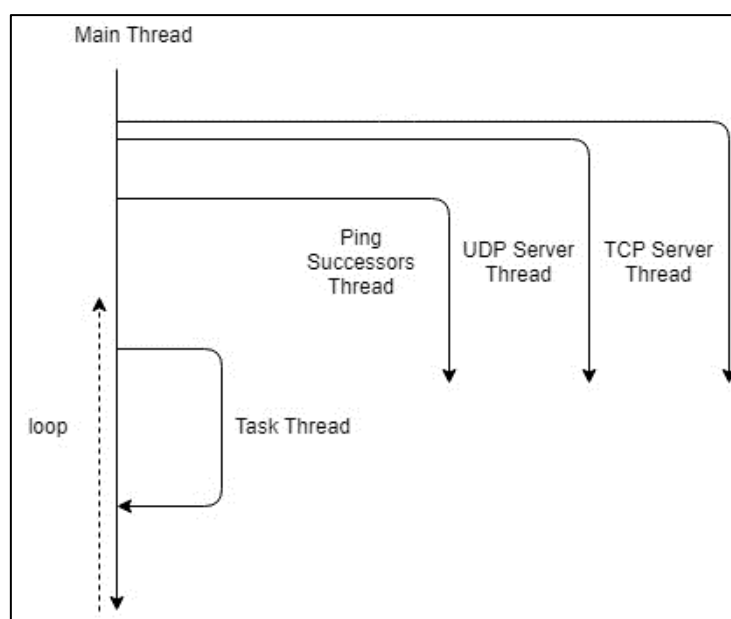 Main Thread
Ping
Successors
Thread
UDP Server
Thread
TCP Server
Thread
loop
Task Thread